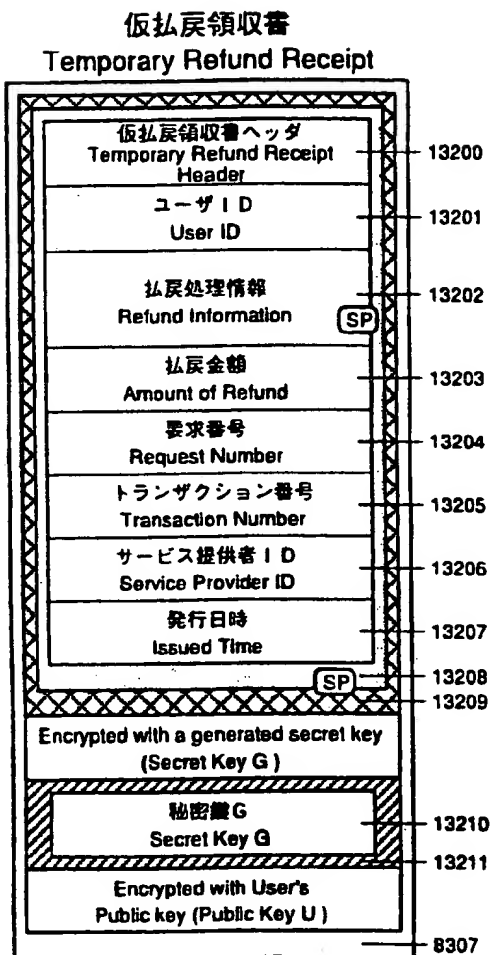 仮払戻領収書
Temporary Refund Receipt
仮払戻領収書ヘッダ
Temporary Refund Receipt
Header
13200
ユーザID
User ID
13201
払戻処理情報
Refund Information
13202
SP
払戻金額
Amount of Refund
13203
要求番号
Request Number
13204
トランザクション番号
Transaction Number
13205
サービス提供者ID
Service Provider ID
13206
発行日時
Issued Time
13207
SP
13208
13209
Encrypted with a generated secret key
(Secret Key G )
秘密鍵G
Secret Key G
13210
13211
Encrypted with User's
Public key (Public Key U )
8307